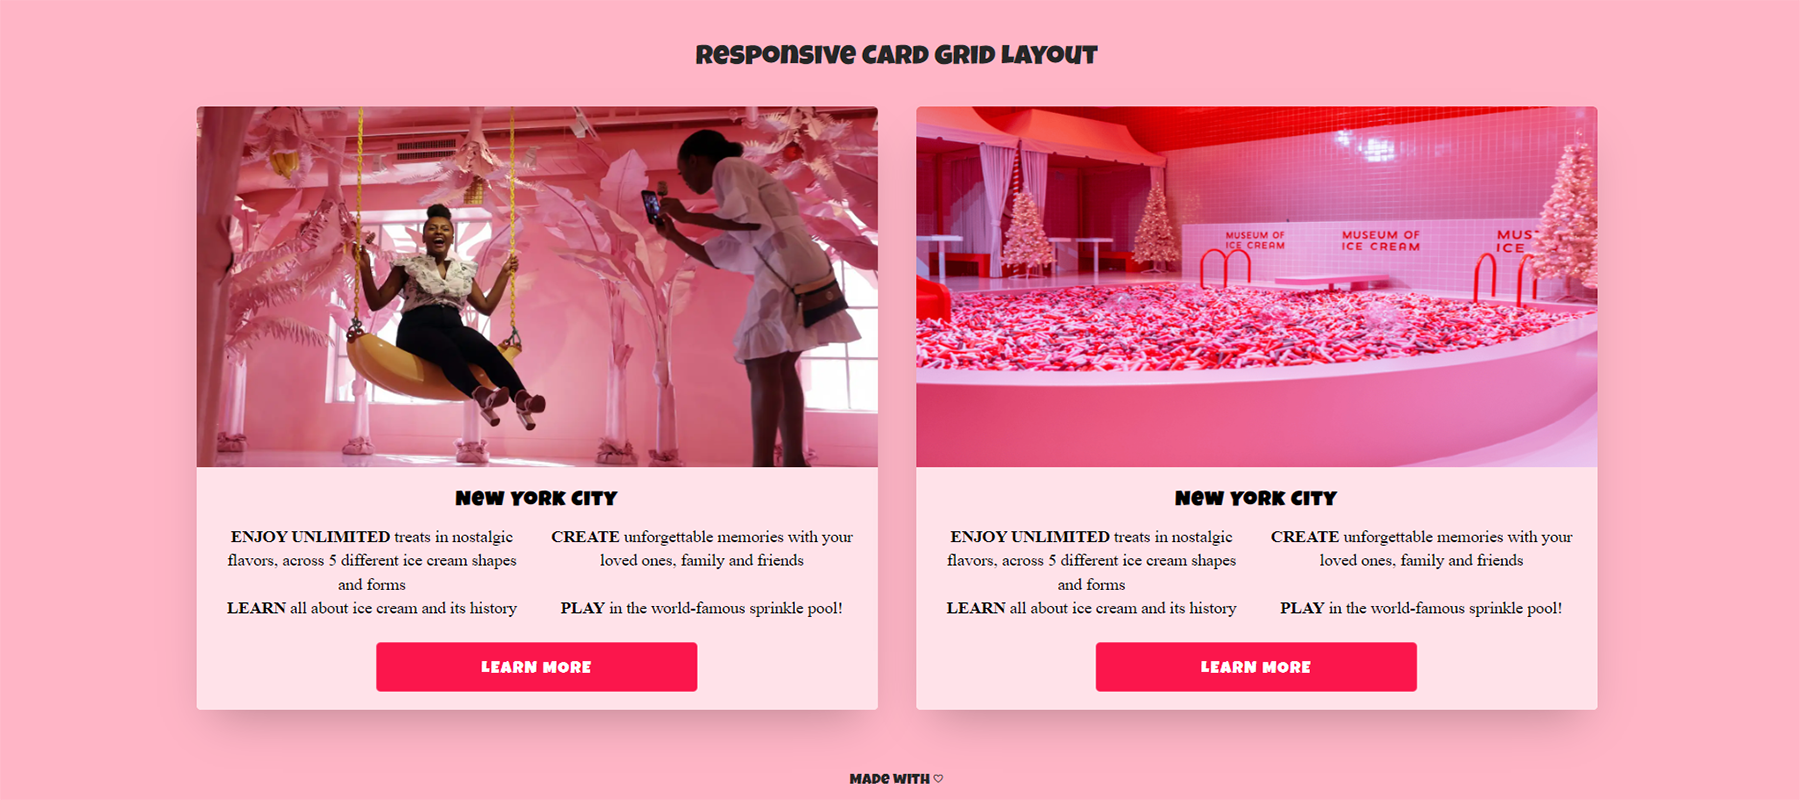 Responsive Card Grid Layout
MUSEUM OF
ICE CREAM
MUSEUM OF
ICE CREAM
MUS
ICE
New York City
ENJOY UNLIMITED treats in nostalgic
flavors, across 5 different ice cream shapes
and forms
CREATE unforgettable memories with your
loved ones, family and friends
LEARN all about ice cream and its history
PLAY in the world-famous sprinkle pool!
LEARN MORE
New York City
ENJOY UNLIMITED treats in nostalgic
flavors, across 5 different ice cream shapes
and forms
CREATE unforgettable memories with your
loved ones, family and friends
LEARN all about ice cream and its history
PLAY in the world-famous sprinkle pool!
LEARN MORE
Made with ♡